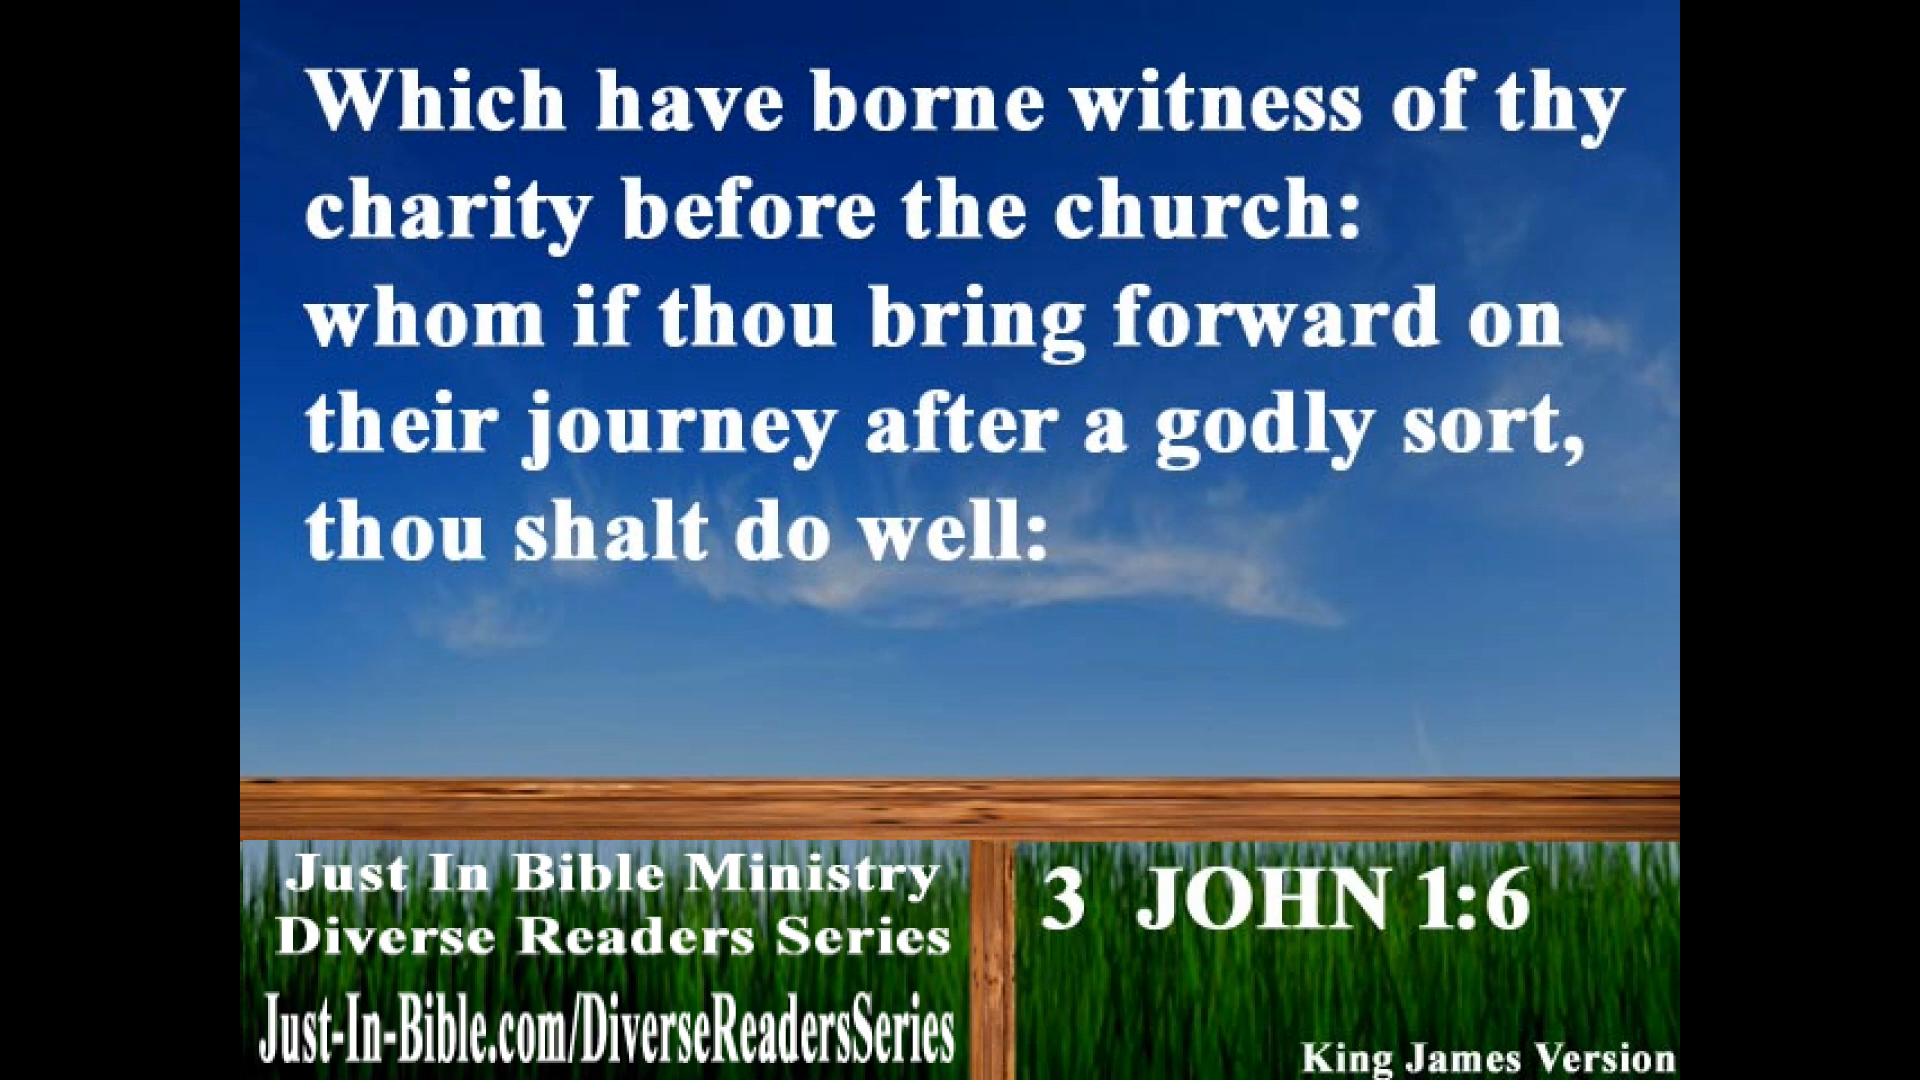 Which have borne witness of thy
charity before the church:
whom if thou bring forward on
their journey after a godly sort,
thou shalt do well:
Just In Bible Ministry
Diverse Readers Series
Just-In-Bible.com/DiverseReadersSeries
3 JOHN 1:6
King James Version